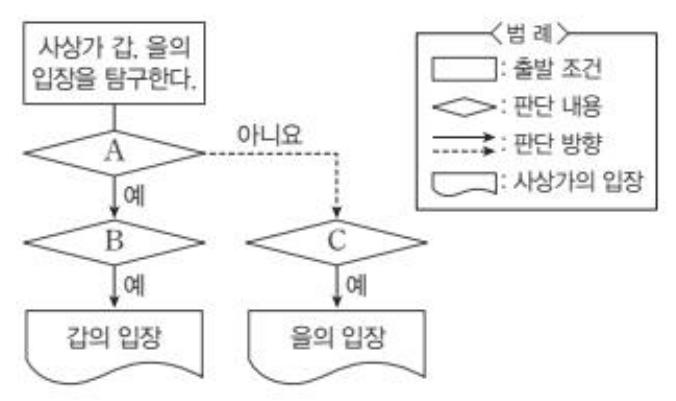 사상가 갑, 을의
입장을 탐구한다.
〈범 례〉
: 출발 조건
: 판단 내용
: 판단 방향
: 사상가의 입장
A
아니요
예
B
C
예
예
갑의 입장
을의 입장